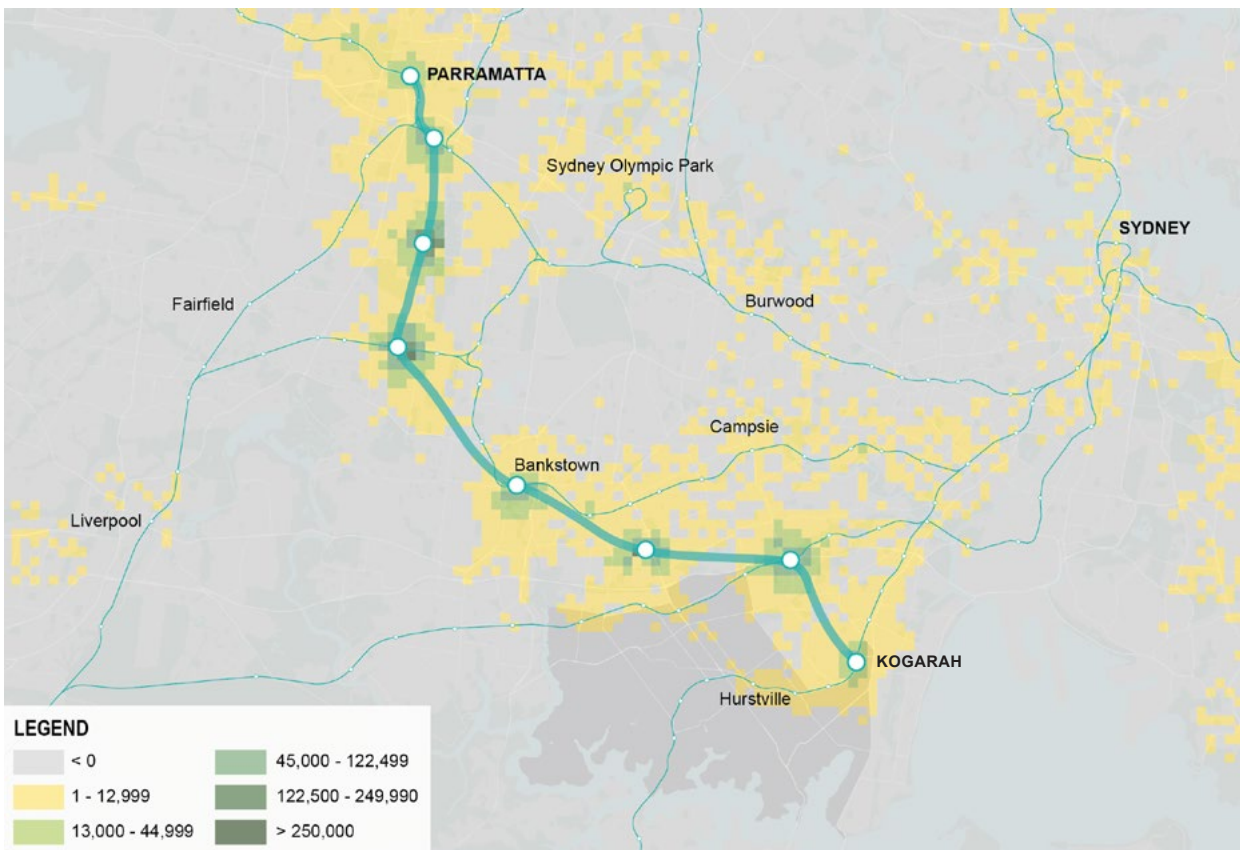 PARRAMATTA
Sydney Olympic Park
SYDNEY
Fairfield
Burwood
Campsie
Bankstown
Liverpool
KOGARAH
Hurstville
LEGEND
< 0
1 - 12,999
13,000 - 44,999
45,000 - 122,499
122,500 - 249,990
> 250,000